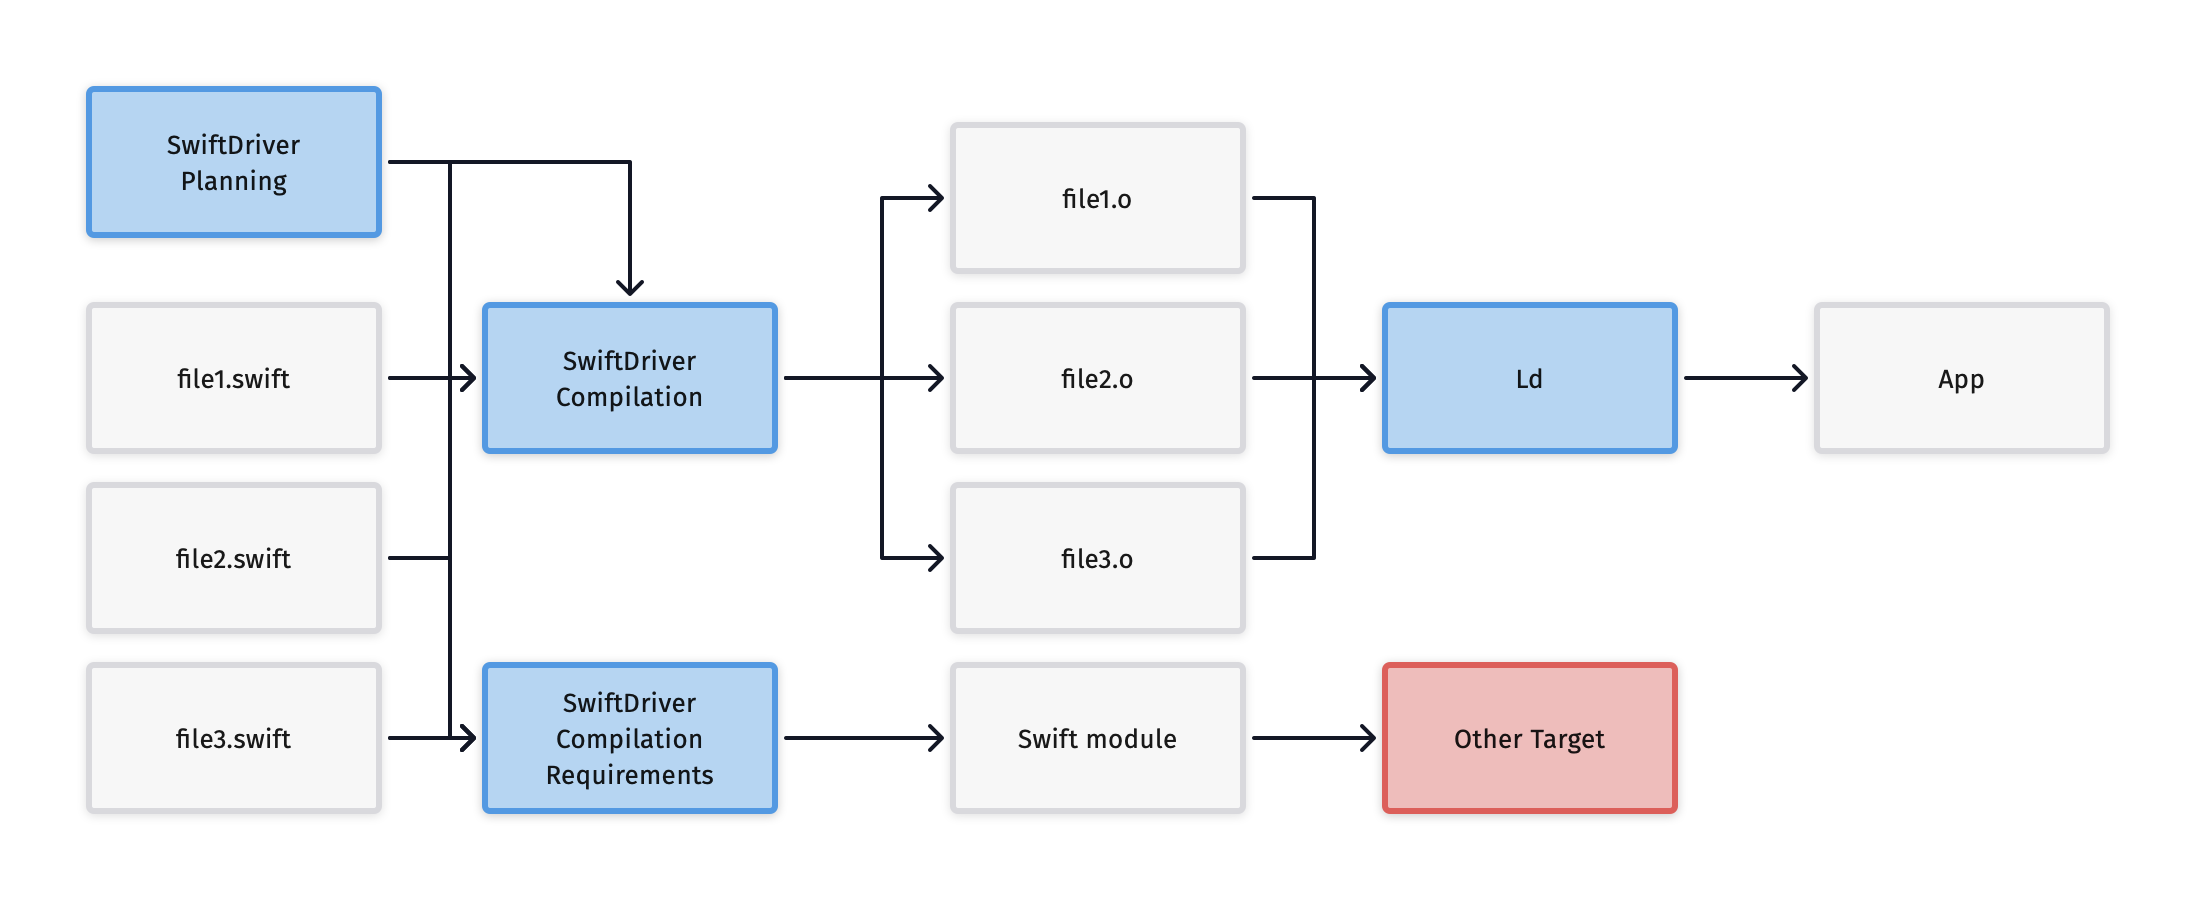 SwiftDriver
Planning
file1.swift
file2.swift
file3.swift
SwiftDriver
Compilation
SwiftDriver
Compilation
Requirements
file1.o
file2.o
file3.o
Swift module
Ld
Other Target
App